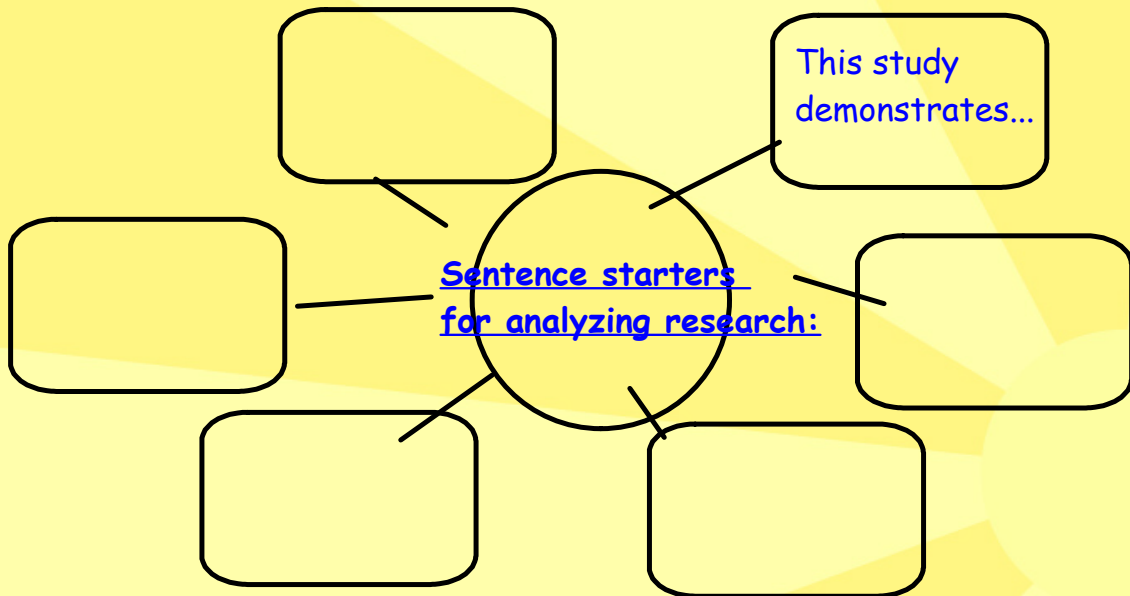 This study
demonstrates...
Sentence starters
for analyzing research: